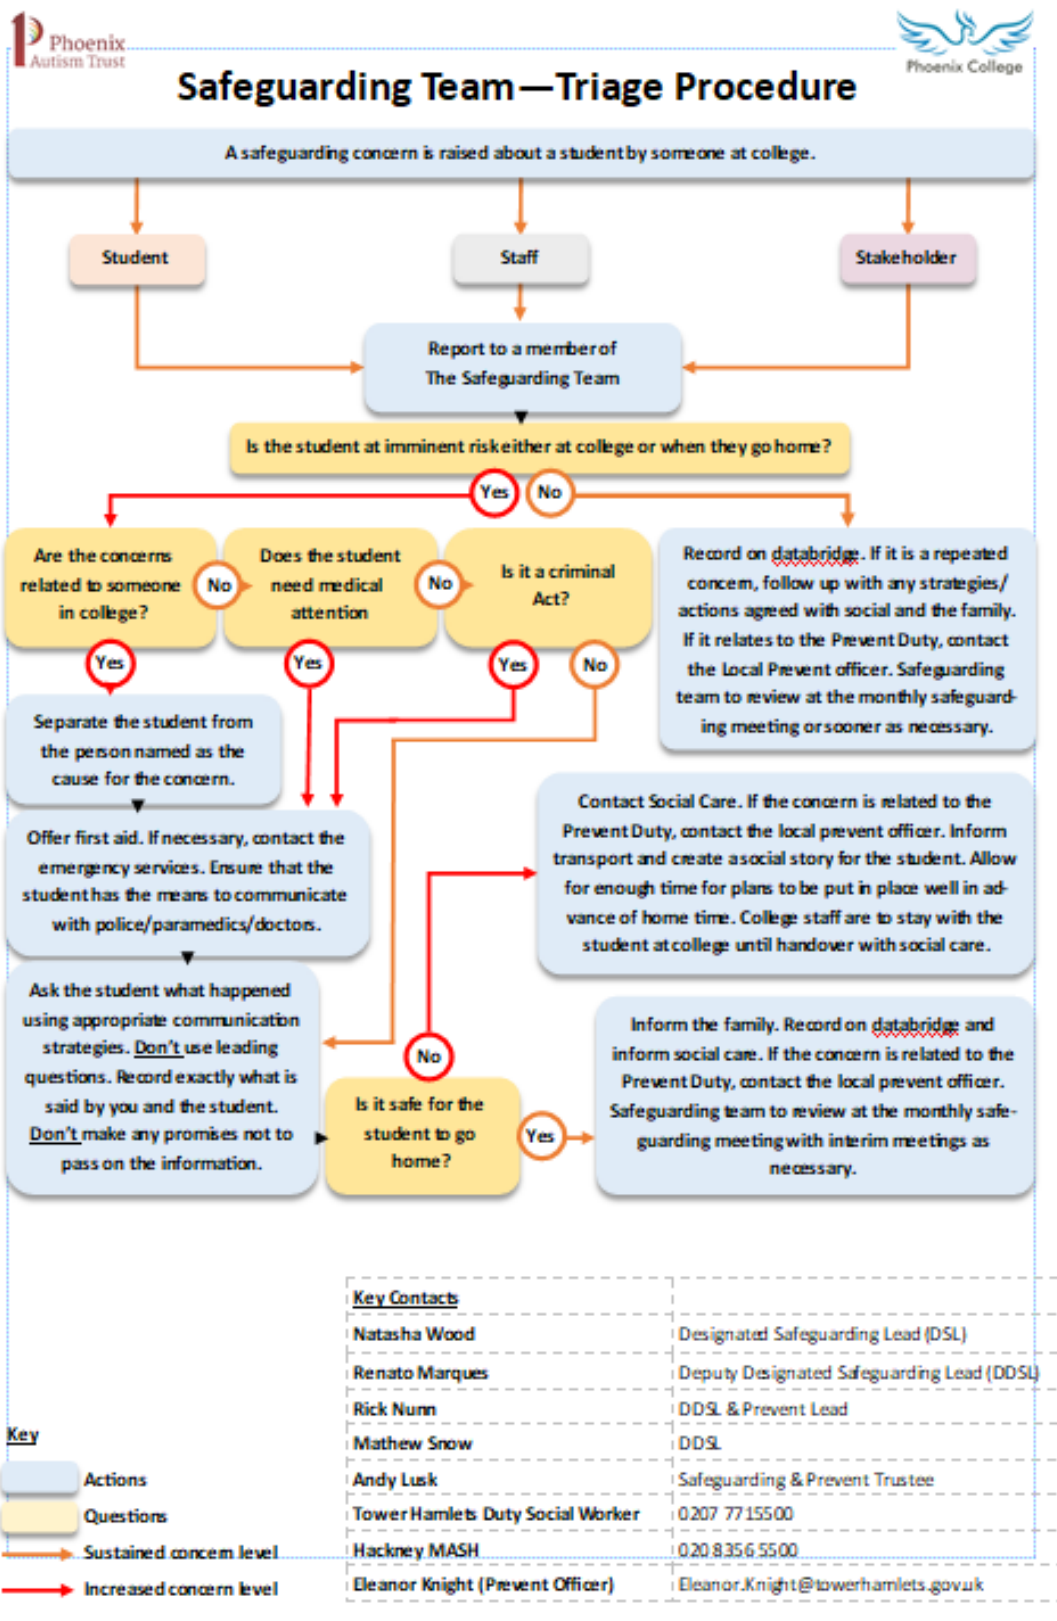 Phoenix
Autism Trust
Phoenix College
Safeguarding Team—Triage Procedure
A safeguarding concern is raised about a student by someone at college.
Student
Staff
Stakeholder
Report to a member of
The Safeguarding Team
Is the student at imminent risk either at college or when they go home?
Yes
No
Are the concerns
related to someone
in college?
No
Does the student
need medical
attention
No
Is it a criminal
Act?
Record on databridge. If it is a repeated
concern, follow up with any strategies/
actions agreed with social and the family.
If it relates to the Prevent Duty, contact
the Local Prevent officer. Safeguarding
team to review at the monthly safeguard-
ing meeting or sooner as necessary.
Yes
Yes
Yes
No
Separate the student from
the person named as the
cause for the concern.
Offer first aid. If necessary, contact the
emergency services. Ensure that the
student has the means to communicate
with police/paramedics/doctors.
Contact Social Care. If the concern is related to the
Prevent Duty, contact the local prevent officer. Inform
transport and create a social story for the student. Allow
for enough time for plans to be put in place well in ad-
vance of home time. College staff are to stay with the
student at college until handover with social care.
Ask the student what happened
using appropriate communication
strategies. Don't use leading
questions. Record exactly what is
said by you and the student.
Don't make any promises not to
pass on the information.
No
Is it safe for the
student to go
home?
Yes
Inform the family. Record on databridge and
inform social care. If the concern is related to the
Prevent Duty, contact the local prevent officer.
Safeguarding team to review at the monthly safe-
guarding meeting with interim meetings as
necessary.
Key
Actions
Questions
Sustained concern level
Increased concern level
Key Contacts
Natasha Wood Designated Safeguarding Lead (DSL)
Renato Marques Deputy Designated Safeguarding Lead (DDSL)
Rick Nunn DDSL & Prevent Lead
Mathew Snow DDSL
Andy Lusk Safeguarding & Prevent Trustee
Tower Hamlets Duty Social Worker 0207 7715500
Hackney MASH 020 8356 5500
Eleanor Knight (Prevent Officer) Eleanor.Knight@towerhamlets.gov.uk